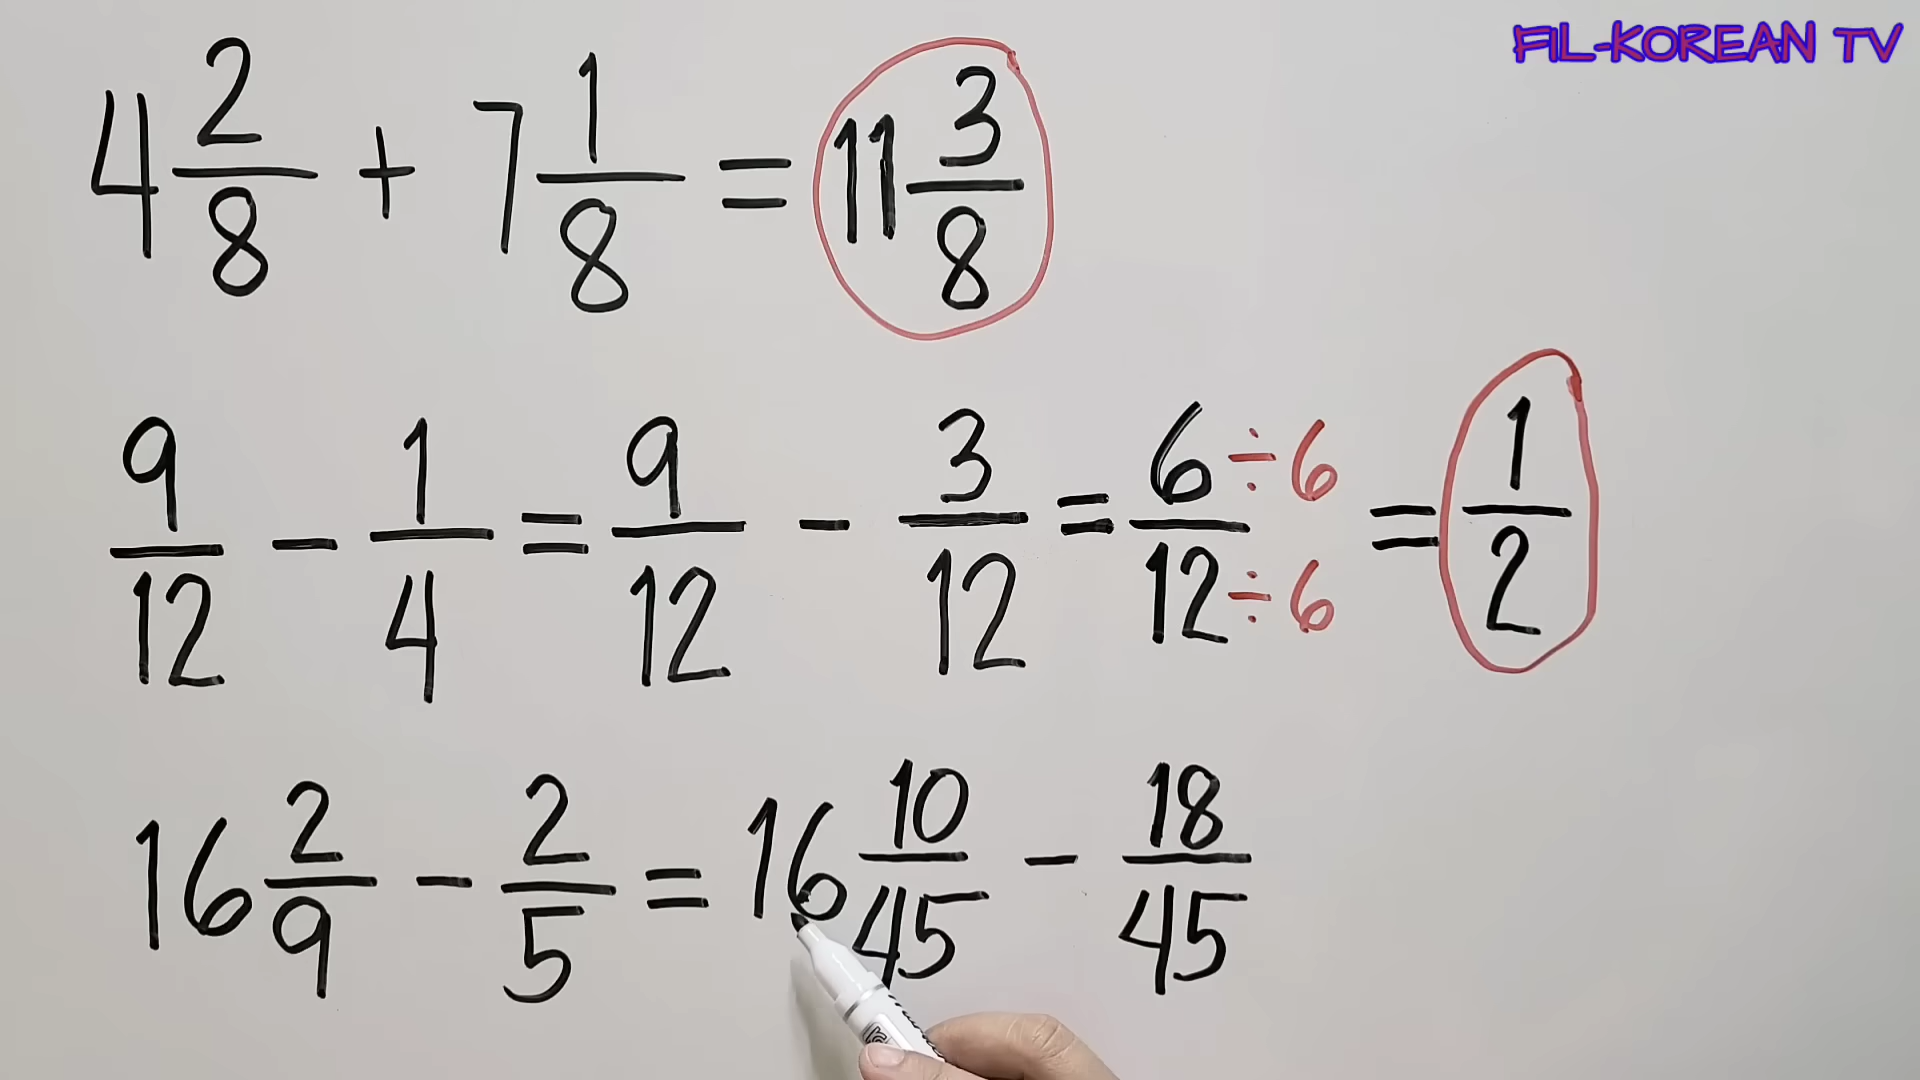 FIL-KOREAN TV
4 2/8 + 7 1/8 = 11 3/8
9/12 - 1/4 = 9/12 - 3/12 = 6÷6/12÷6 = 1/2
16 2/9 - 2/5 = 16 10/45 - 18/45